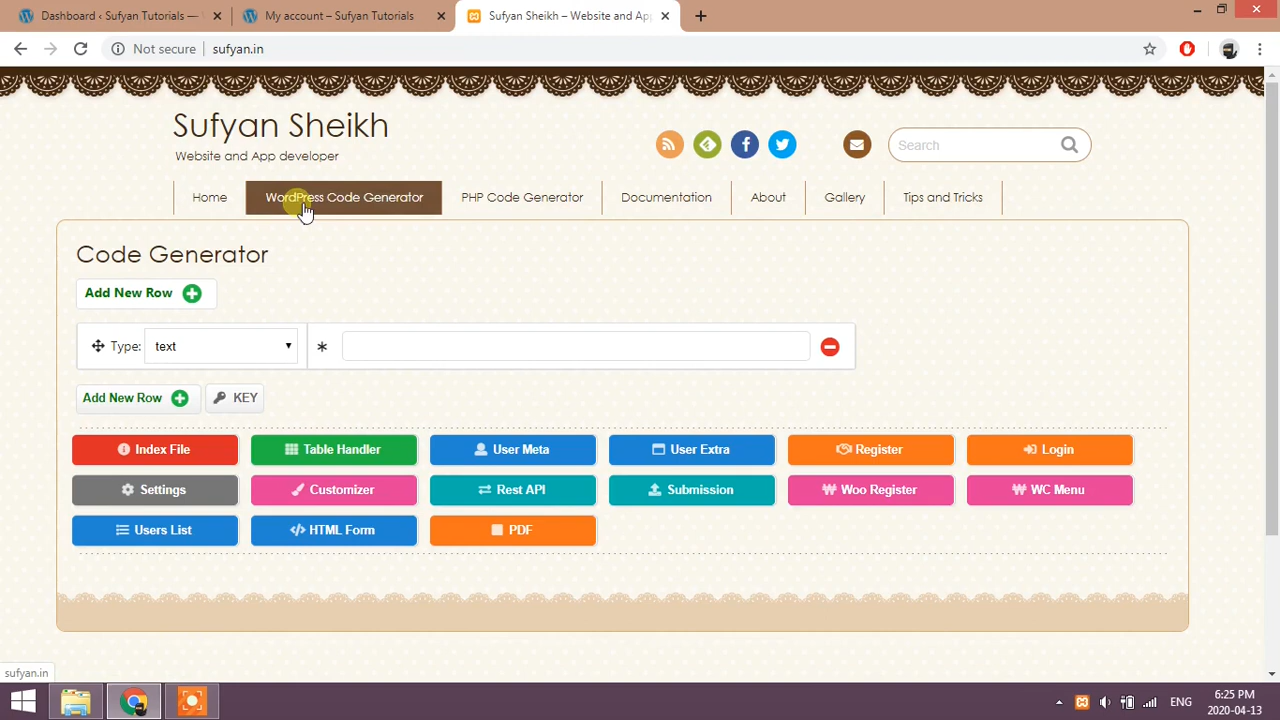 Dashboard ‹ Sufyan Tutorials —
My account – Sufyan Tutorials
Sufyan Sheikh – Website and Ap
Not secure
sufyan.in
Sufyan Sheikh
Website and App developer
Search
Home
WordPress Code Generator
PHP Code Generator
Documentation
About
Gallery
Tips and Tricks
Code Generator
Add New Row
Type:
text
*
Add New Row
KEY
Index File
Table Handler
User Meta
User Extra
Register
Login
Settings
Customizer
Rest API
Submission
Woo Register
WC Menu
Users List
HTML Form
PDF
sufyan.in
ENG
6:25 PM
2020-04-13